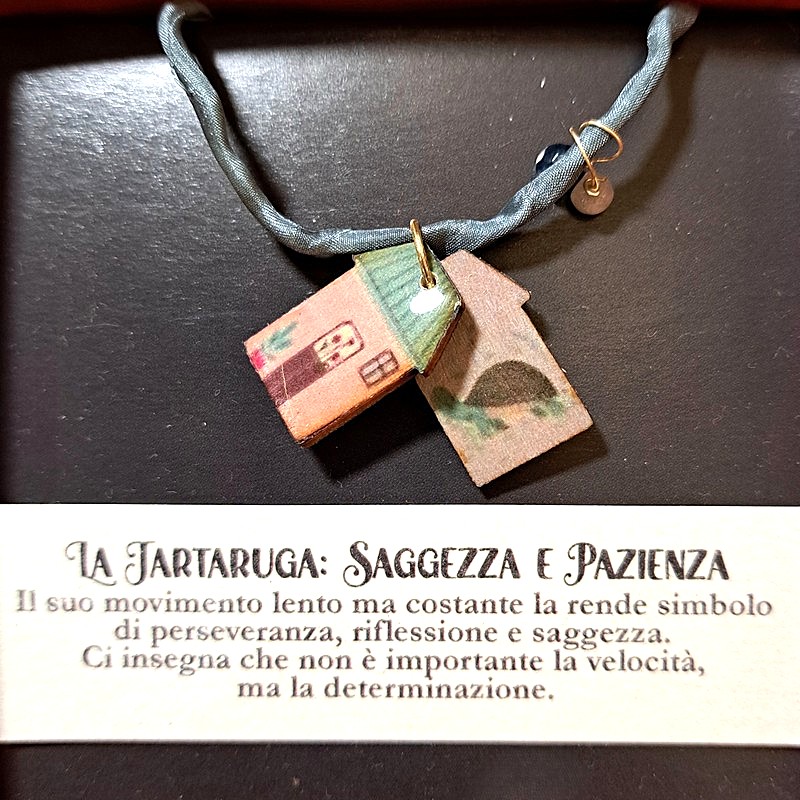 La Tartaruga: Saggezza e Pazienza
Il suo movimento lento ma costante la rende simbolo
di perseveranza, riflessione e saggezza.
Ci insegna che non è importante la velocità,
ma la determinazione.